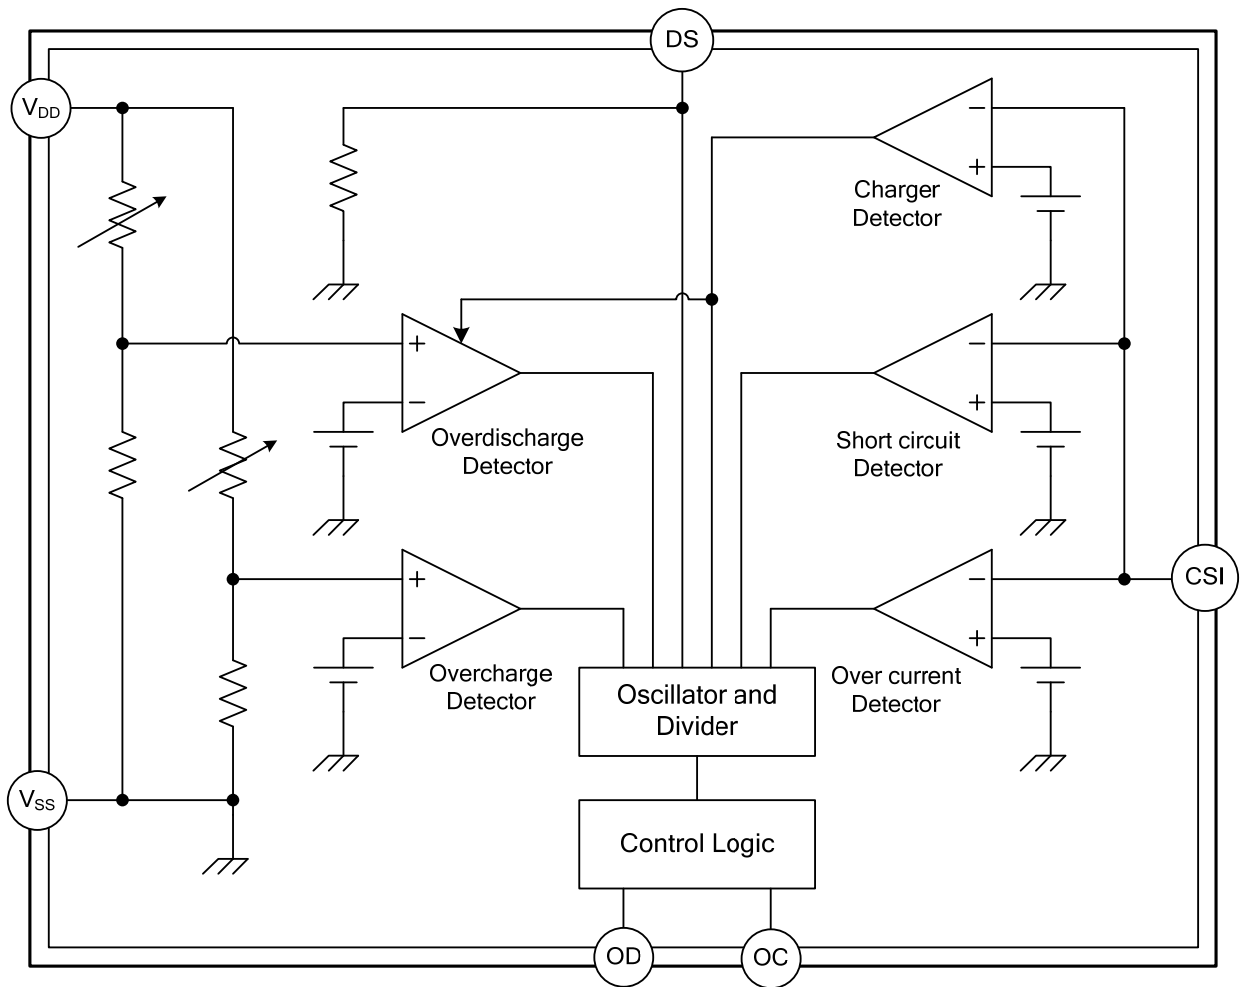 DS
VDD
Charger
Detector
Overdischarge
Detector
Short circuit
Detector
CSI
Overcharge
Detector
Oscillator and
Divider
Over current
Detector
VSS
Control Logic
OD
OC